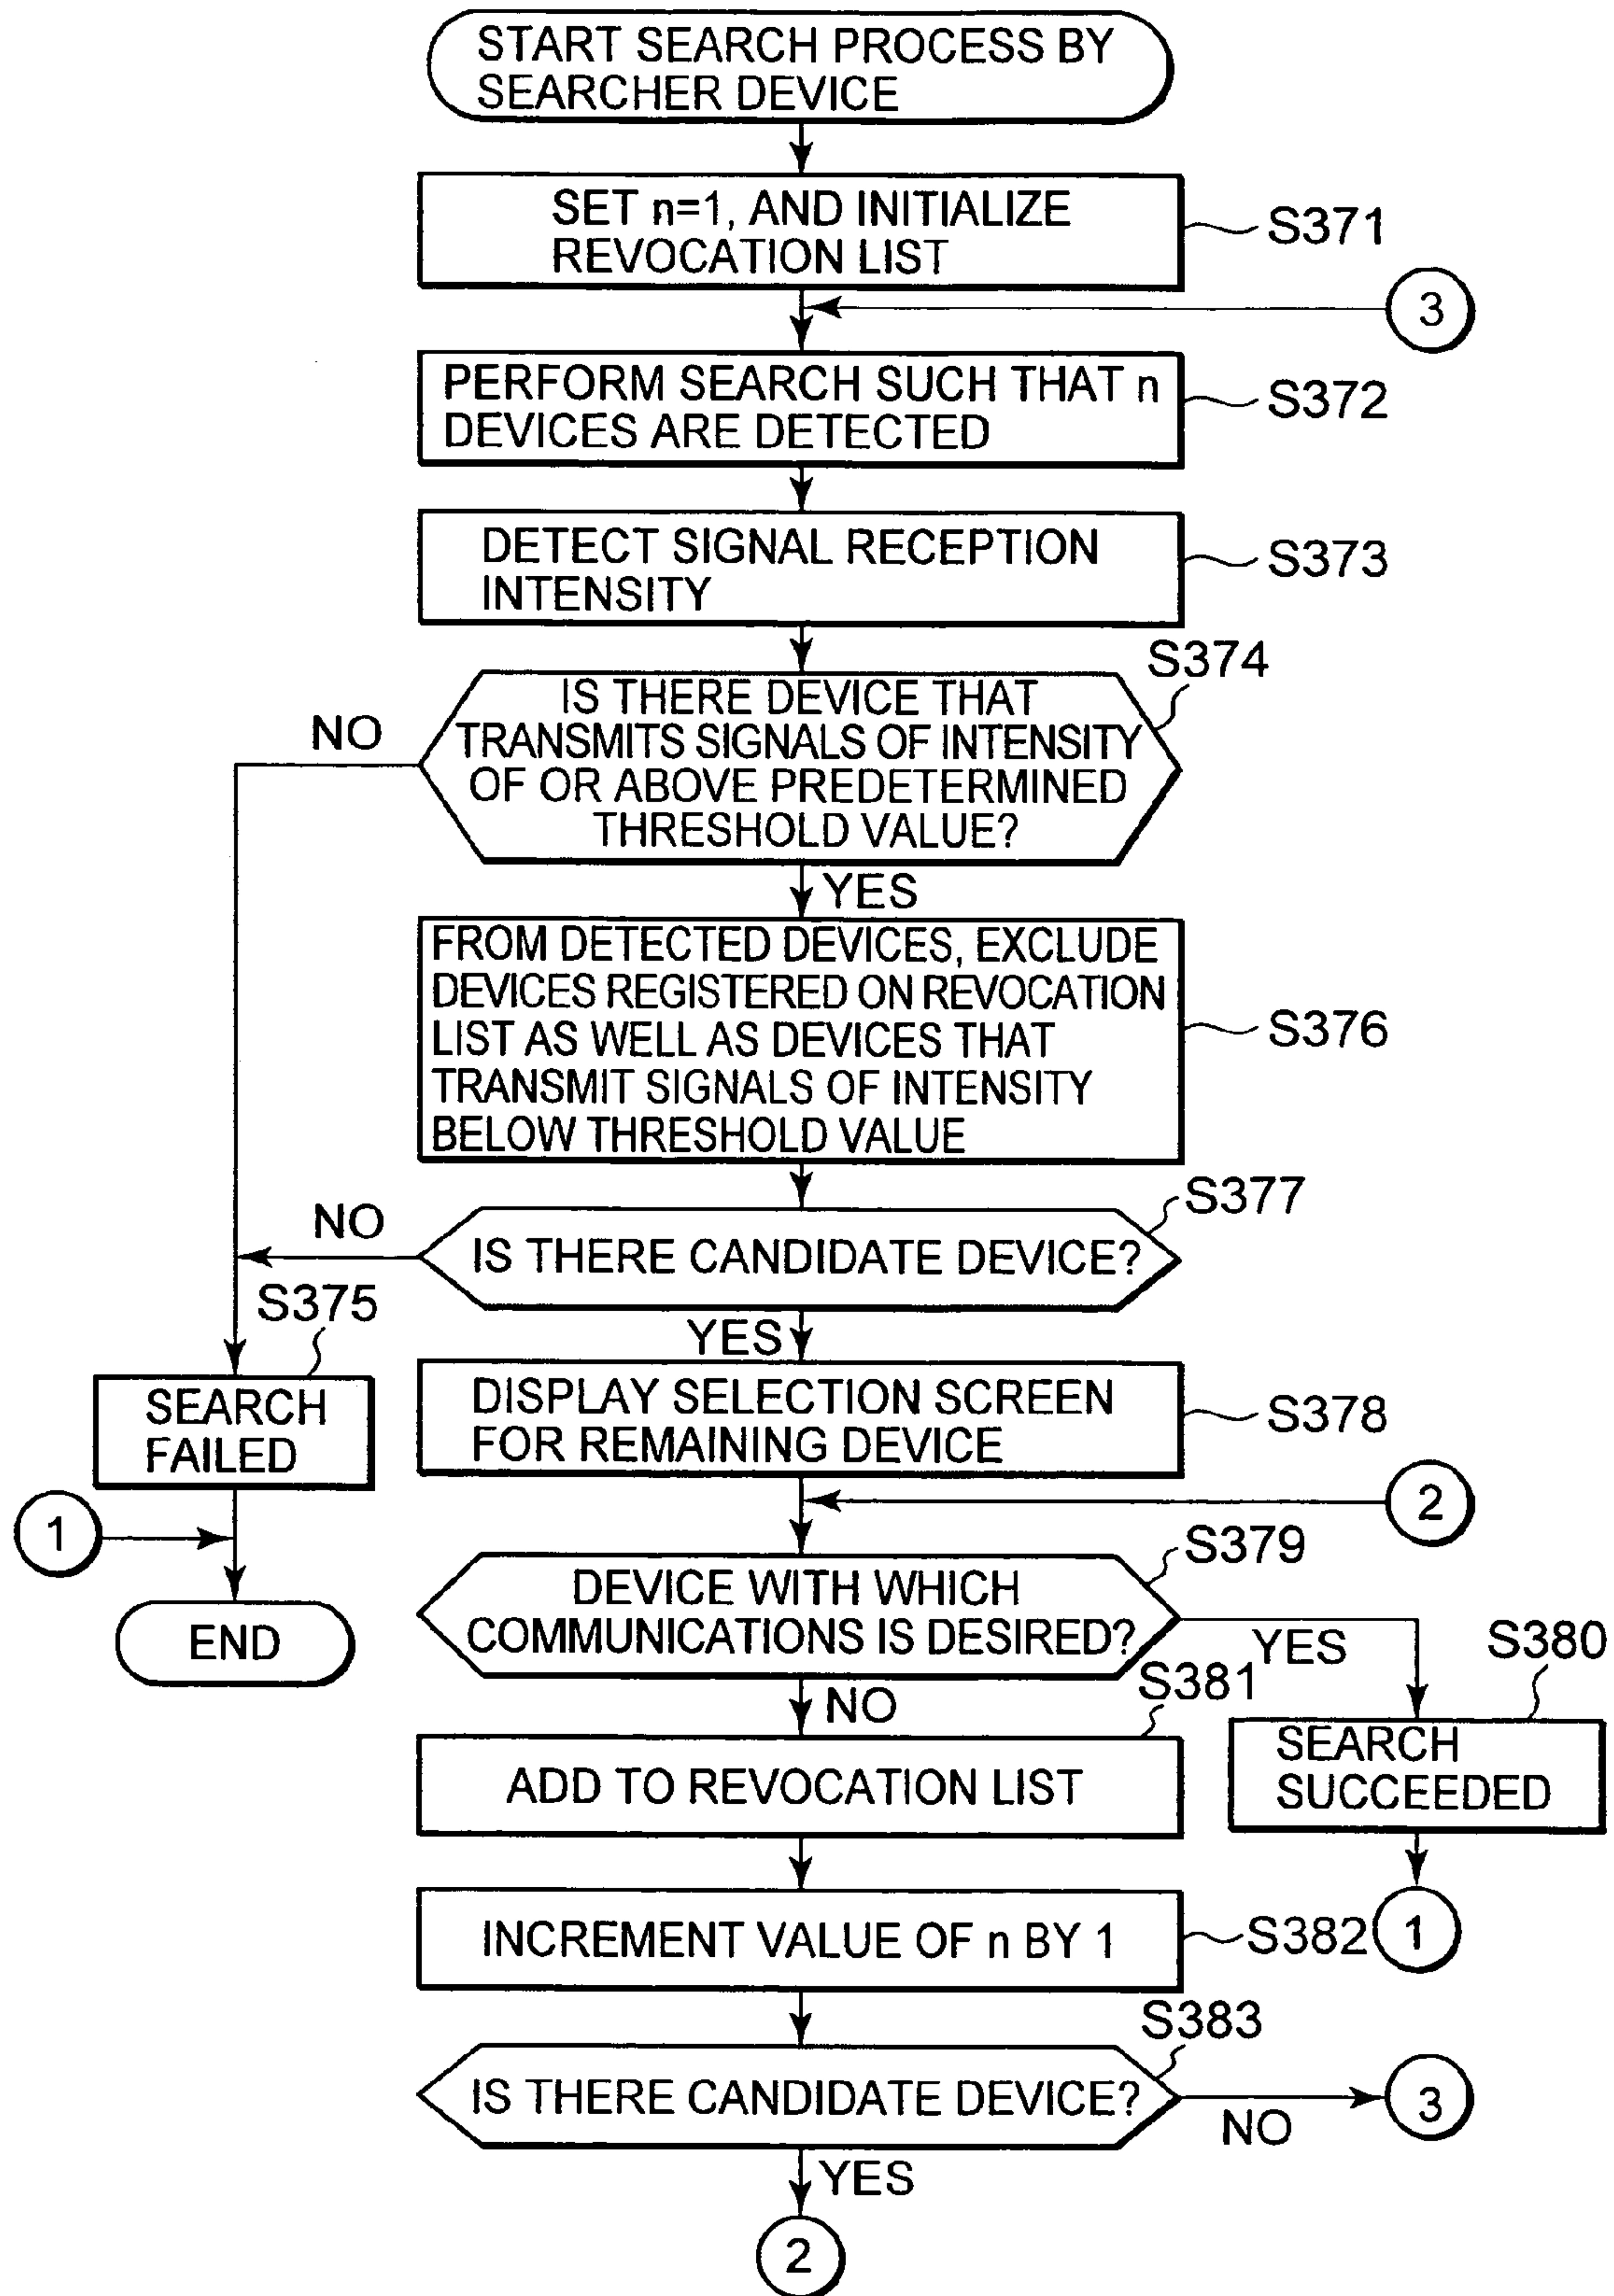 START SEARCH PROCESS BY
SEARCHER DEVICE
SET n=1, AND INITIALIZE
REVOCATION LIST
S371
3
PERFORM SEARCH SUCH THAT n
DEVICES ARE DETECTED
S372
DETECT SIGNAL RECEPTION
INTENSITY
S373
S374
IS THERE DEVICE THAT
TRANSMITS SIGNALS OF INTENSITY
OF OR ABOVE PREDETERMINED
THRESHOLD VALUE?
NO
YES
FROM DETECTED DEVICES, EXCLUDE
DEVICES REGISTERED ON REVOCATION
LIST AS WELL AS DEVICES THAT
TRANSMIT SIGNALS OF INTENSITY
BELOW THRESHOLD VALUE
S376
S377
NO
IS THERE CANDIDATE DEVICE?
S375
YES
SEARCH
FAILED
DISPLAY SELECTION SCREEN
FOR REMAINING DEVICE
S378
2
1
S379
DEVICE WITH WHICH
COMMUNICATIONS IS DESIRED?
END
YES
S380
S381
NO
SEARCH
SUCCEEDED
ADD TO REVOCATION LIST
INCREMENT VALUE OF n BY 1
S382
1
S383
IS THERE CANDIDATE DEVICE?
NO
3
YES
2